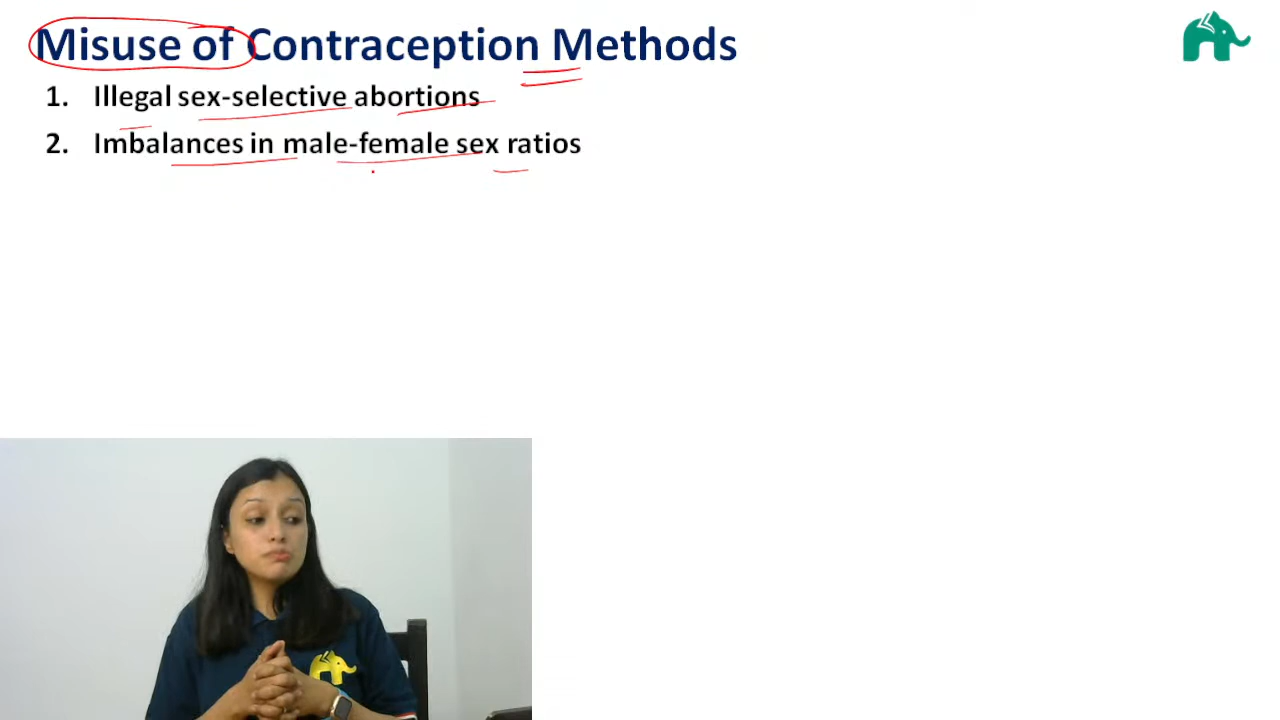 Misuse of Contraception Methods
1. Illegal sex-selective abortions
2. Imbalances in male-female sex ratios